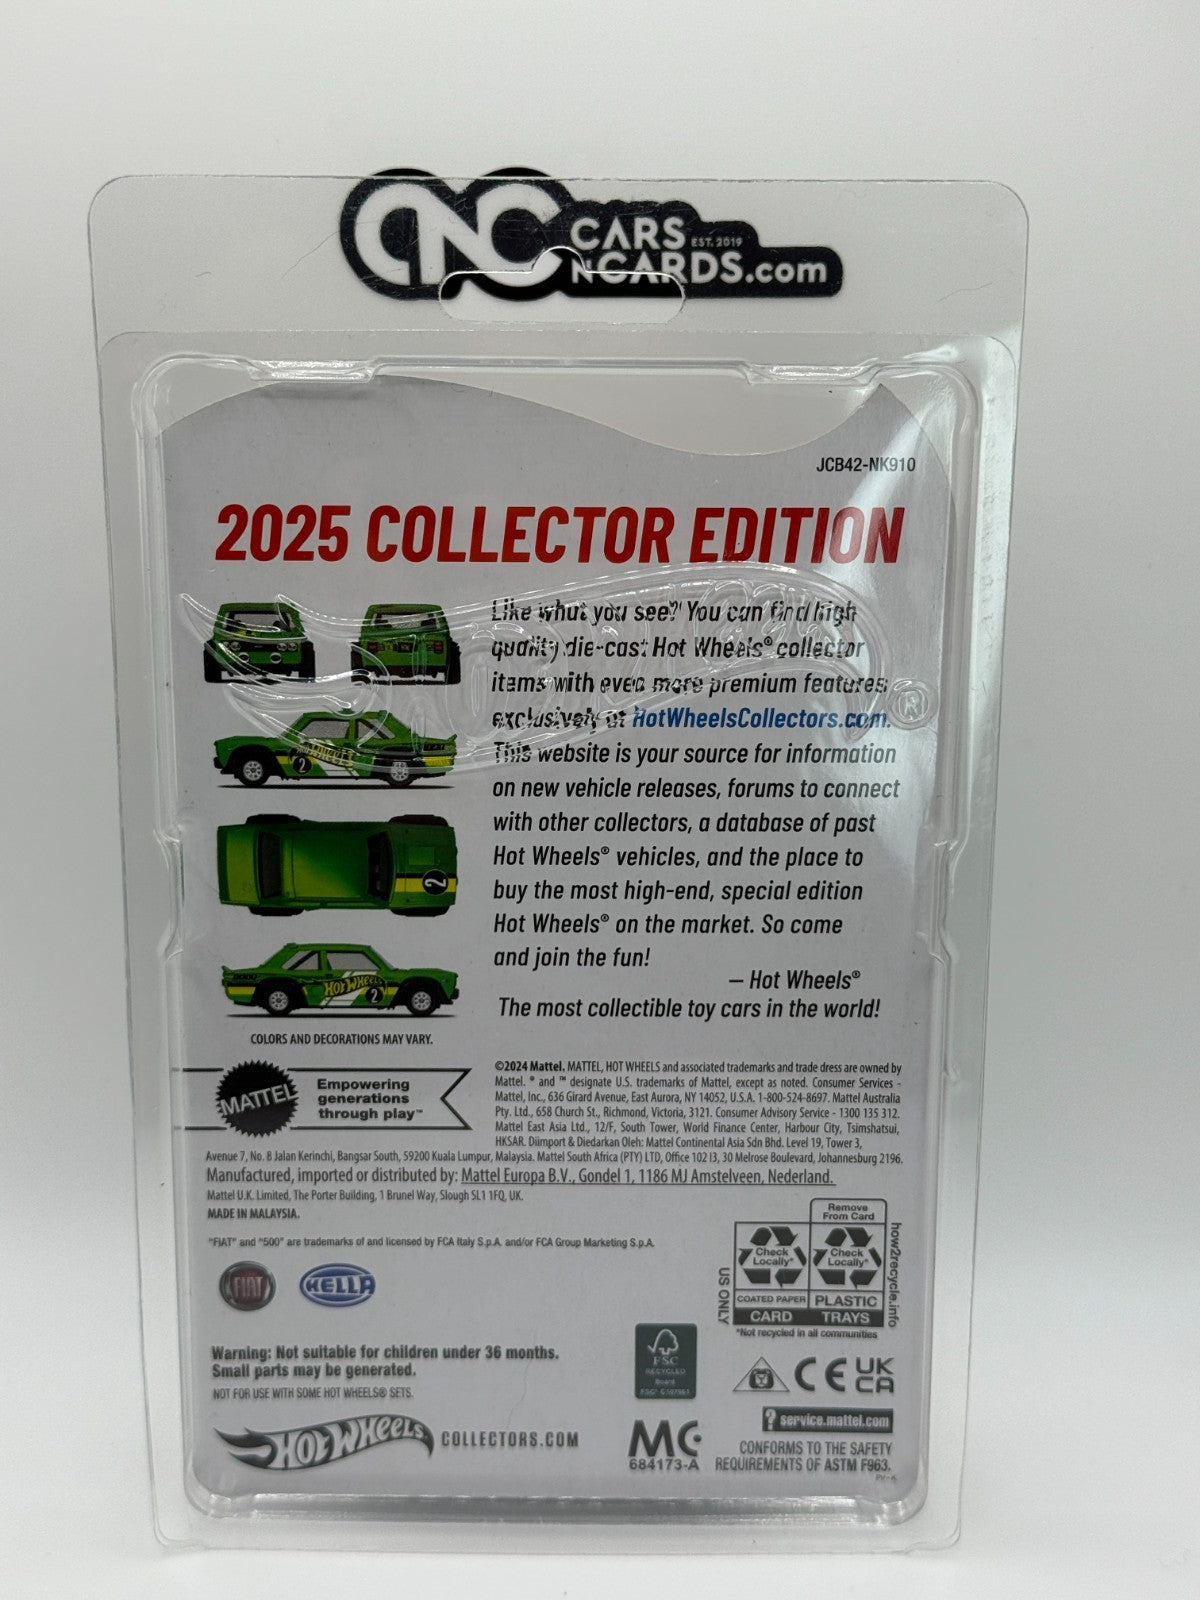 CNC CARS EST. 2019
NCARDS.com
JCB42-NK910
2025 COLLECTOR EDITION
Like what you see? You can find high
quality die-cast Hot Wheels® collector
items with even more premium features
exclusively at HotWheelsCollectors.com.
This website is your source for information
on new vehicle releases, forums to connect
with other collectors, a database of past
Hot Wheels® vehicles, and the place to
buy the most high-end, special edition
Hot Wheels® on the market. So come
and join the fun!
– Hot Wheels®
The most collectible toy cars in the world!
2
2
HOT WHEELS
2
COLORS AND DECORATIONS MAY VARY.
MATTEL
Empowering
generations
through play™
©2024 Mattel. MATTEL, HOT WHEELS and associated trademarks and trade dress are owned by
Mattel. ® and ™ designate U.S. trademarks of Mattel, except as noted. Consumer Services -
Mattel, Inc., 636 Girard Avenue, East Aurora, NY 14052, U.S.A. 1-800-524-8697. Mattel Australia
Pty. Ltd., 658 Church St., Richmond, Victoria, 3121. Consumer Advisory Service - 1300 135 312.
Mattel East Asia Ltd., 12/F, South Tower, World Finance Center, Harbour City, Tsimshatsui,
HKSAR. Diimport & Diedarkan Oleh: Mattel Continental Asia Sdn Bhd. Level 19, Tower 3,
Avenue 7, No. 8 Jalan Kerinchi, Bangsar South, 59200 Kuala Lumpur, Malaysia. Mattel South Africa (PTY) LTD, Office 102 I3, 30 Melrose Boulevard, Johannesburg 2196.
Manufactured, imported or distributed by: Mattel Europa B.V., Gondel 1, 1186 MJ Amstelveen, Nederland.
Mattel U.K. Limited, The Porter Building, 1 Brunel Way, Slough SL1 1FQ, UK.
MADE IN MALAYSIA.
"FIAT" and "500" are trademarks of and licensed by FCA Italy S.p.A. and/or FCA Group Marketing S.p.A.
FIAT
HELLA
Remove
From Card
Check
Locally*
Check
Locally*
COATED PAPER
PLASTIC
CARD
TRAYS
US ONLY
how2recycle.info
*Not recycled in all communities
Warning: Not suitable for children under 36 months.
Small parts may be generated.
NOT FOR USE WITH SOME HOT WHEELS® SETS.
FSC
RECYCLED
Board
CE
UK
CA
? service.mattel.com
HOT WHEELS
COLLECTORS.COM
MC
684173-A
CONFORMS TO THE SAFETY
REQUIREMENTS OF ASTM F963.